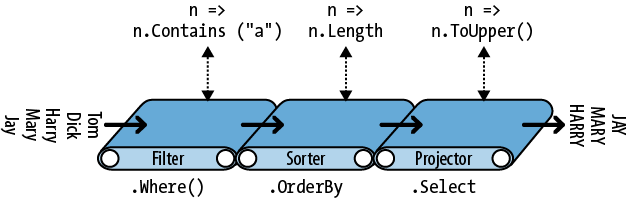 n =>
n.Contains ("a")
n =>
n.Length
n =>
n.ToUpper()
Tom
Dick
Harry
Mary
Jay
Filter
Sorter
Projector
JAY
MARY
HARRY
.Where()
.OrderBy
.Select